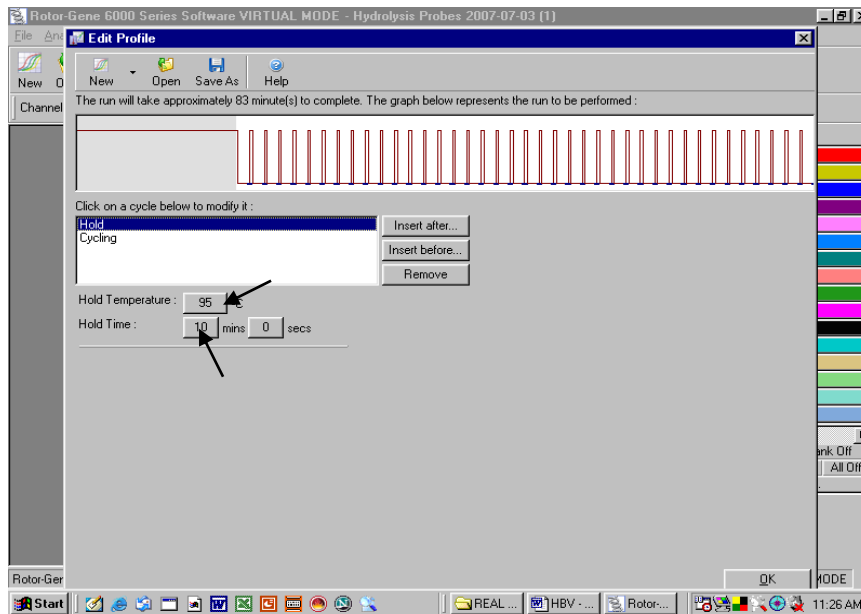 Rotor-Gene 6000 Series Software VIRTUAL MODE - Hydrolysis Probes 2007-07-03 (1)
File Ana
Edit Profile
New O
New Open Save As Help
Channel
The run will take approximately 83 minute(s) to complete. The graph below represents the run to be performed :
Click on a cycle below to modify it :
Hold
Cycling
Insert after...
Insert before...
Remove
Hold Temperature : 95
Hold Time : 10 mins 0 secs
ank Off
All Off
OK
Rotor-Ger
MODE
Start REAL ... HBV - ... Rotor-... 11:26 AM